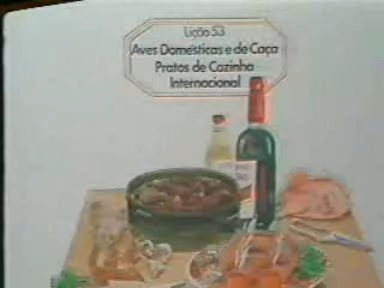 Lição 53
Aves Domésticas e de Caça
Pratos de Cozinha
Internacional